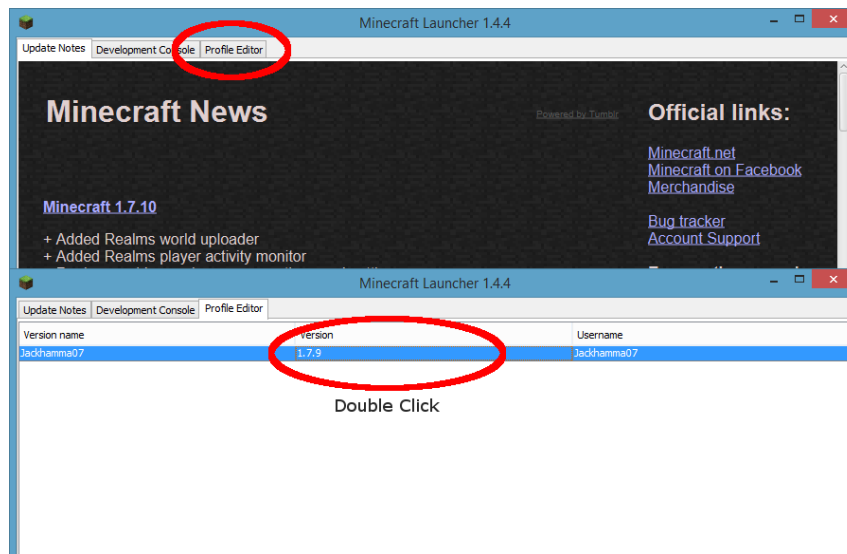 Minecraft Launcher 1.4.4
Update Notes Development Console Profile Editor
Minecraft News
Powered by Tumblr
Official links:
Minecraft.net
Minecraft on Facebook
Merchandise
Bug tracker
Account Support
Minecraft 1.7.10
+ Added Realms world uploader
+ Added Realms player activity monitor
Minecraft Launcher 1.4.4
Update Notes Development Console Profile Editor
Version name Version Username
Jackhamma07 1.7.9 Jackhamma07
Double Click